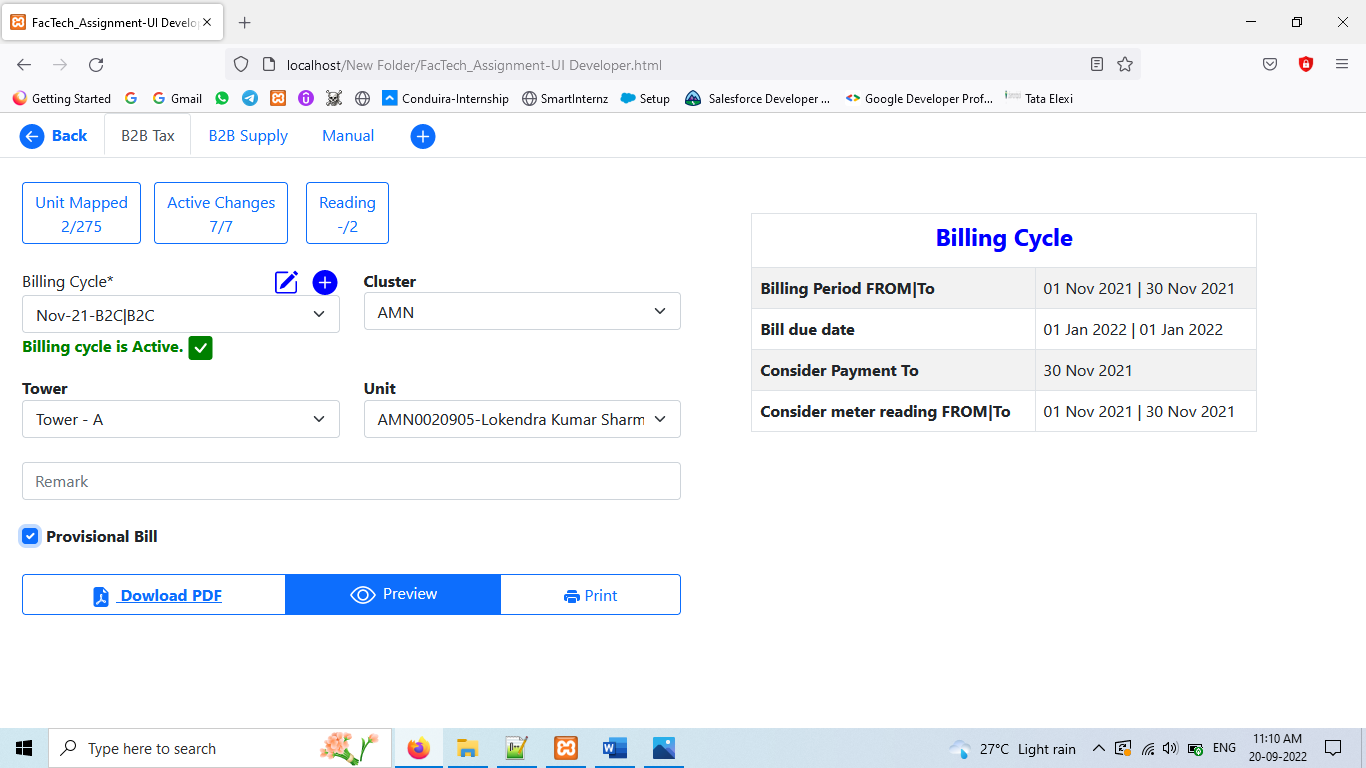 FacTech_Assignment-UI Develo
localhost/New Folder/FacTech_Assignment-UI Developer.html
Getting Started Gmail Conduira-Internship SmartInternz Setup Salesforce Developer ... Google Developer Prof... Tata Elexi
Back B2B Tax B2B Supply Manual
Unit Mapped Active Changes Reading
2/275 7/7 -/2
Billing Cycle* Cluster
Nov-21-B2C|B2C AMN
Billing cycle is Active.
Tower Unit
Tower - A AMN0020905-Lokendra Kumar Sharm
Remark
Provisional Bill
Dowload PDF Preview Print
Billing Cycle
Billing Period FROM|To 01 Nov 2021 | 30 Nov 2021
Bill due date 01 Jan 2022 | 01 Jan 2022
Consider Payment To 30 Nov 2021
Consider meter reading FROM|To 01 Nov 2021 | 30 Nov 2021
Type here to search 27°C Light rain ENG 11:10 AM
20-09-2022